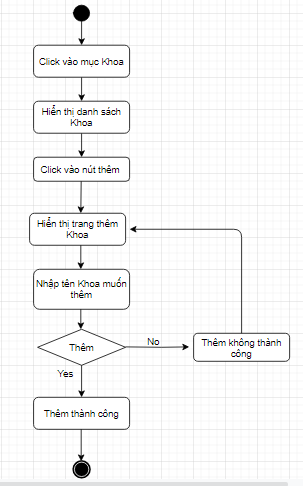 Click vào mục Khoa
Hiển thị danh sách
Khoa
Click vào nút thêm
Hiển thị trang thêm
Khoa
Nhập tên Khoa muốn
thêm
Thêm
No
Thêm không thành
công
Yes
Thêm thành công